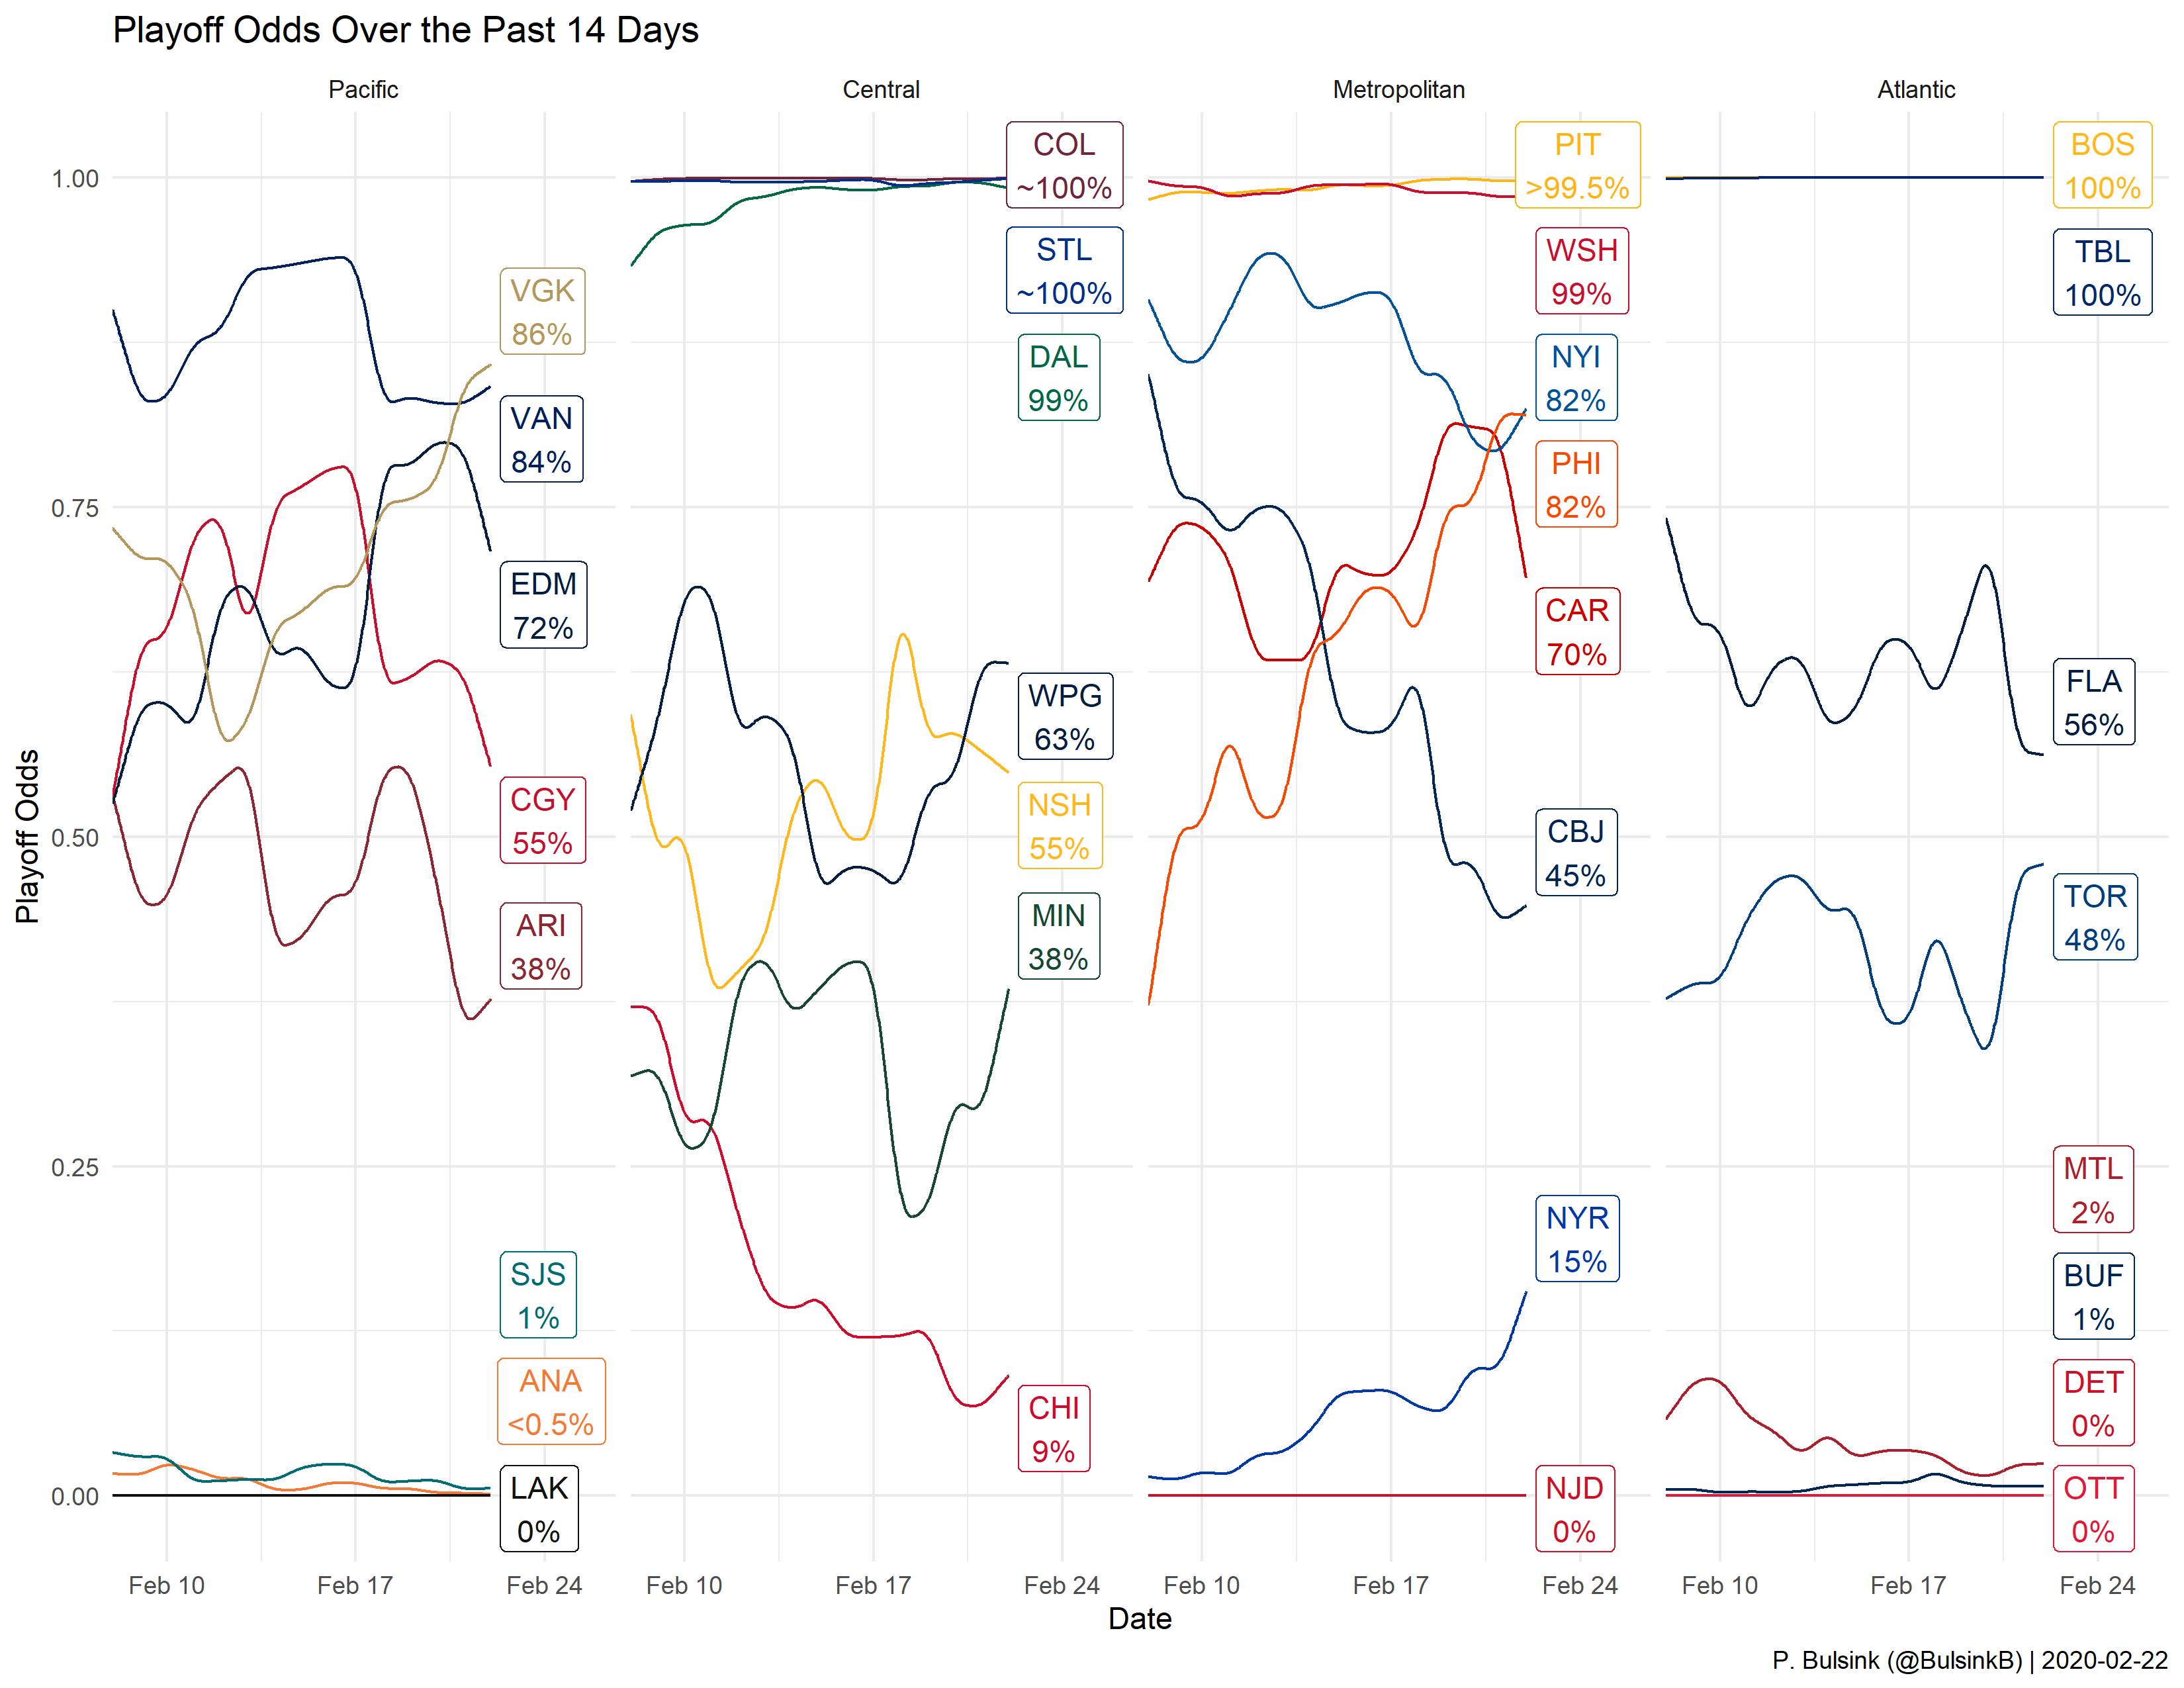 Playoff Odds Over the Past 14 Days
Pacific
Central
Metropolitan
Atlantic
Playoff Odds
1.00
0.75
0.50
0.25
0.00
VGK
86%
VAN
84%
EDM
72%
CGY
55%
ARI
38%
SJS
1%
ANA
<0.5%
LAK
0%
COL
~100%
STL
~100%
DAL
99%
WPG
63%
NSH
55%
MIN
38%
CHI
9%
PIT
>99.5%
WSH
99%
NYI
82%
PHI
82%
CAR
70%
CBJ
45%
NYR
15%
NJD
0%
BOS
100%
TBL
100%
FLA
56%
TOR
48%
MTL
2%
BUF
1%
DET
0%
OTT
0%
Feb 10
Feb 17
Feb 24
Feb 10
Feb 17
Feb 24
Feb 10
Feb 17
Feb 24
Feb 10
Feb 17
Feb 24
Date
P. Bulsink (@BulsinkB) | 2020-02-22